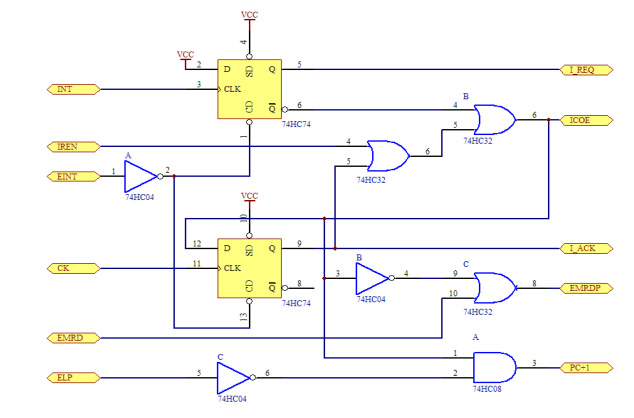 VCC
4
VCC
2 D SD Q 5 I_REQ
INT 3 CLK
B
CD Q 6 4 6 ICOE
74HC74 5
1 74HC32
IREN 4
A 5 6
EINT 1 2 74HC32
74HC04
VCC
10
12 D SD Q 9 I_ACK
B C
CK 11 CLK 3 4 9
CD Q 8 10 8 EMRDP
74HC74 74HC04 74HC32
13
EMRD
A
C 1
3 PC+1
ELP 5 6 2
74HC04 74HC08